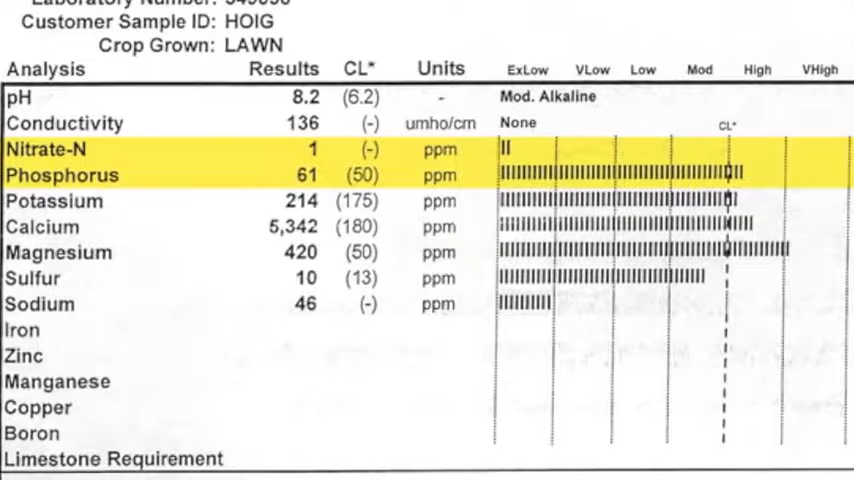 Customer Sample ID: HOIG
Crop Grown: LAWN
Analysis Results CL* Units ExLow VLow Low Mod High VHigh
pH 8.2 (6.2) - Mod. Alkaline
Conductivity 136 (-) umho/cm None CL*
Nitrate-N 1 (-) ppm
Phosphorus 61 (50) ppm
Potassium 214 (175) ppm
Calcium 5,342 (180) ppm
Magnesium 420 (50) ppm
Sulfur 10 (13) ppm
Sodium 46 (-) ppm
Iron
Zinc
Manganese
Copper
Boron
Limestone Requirement